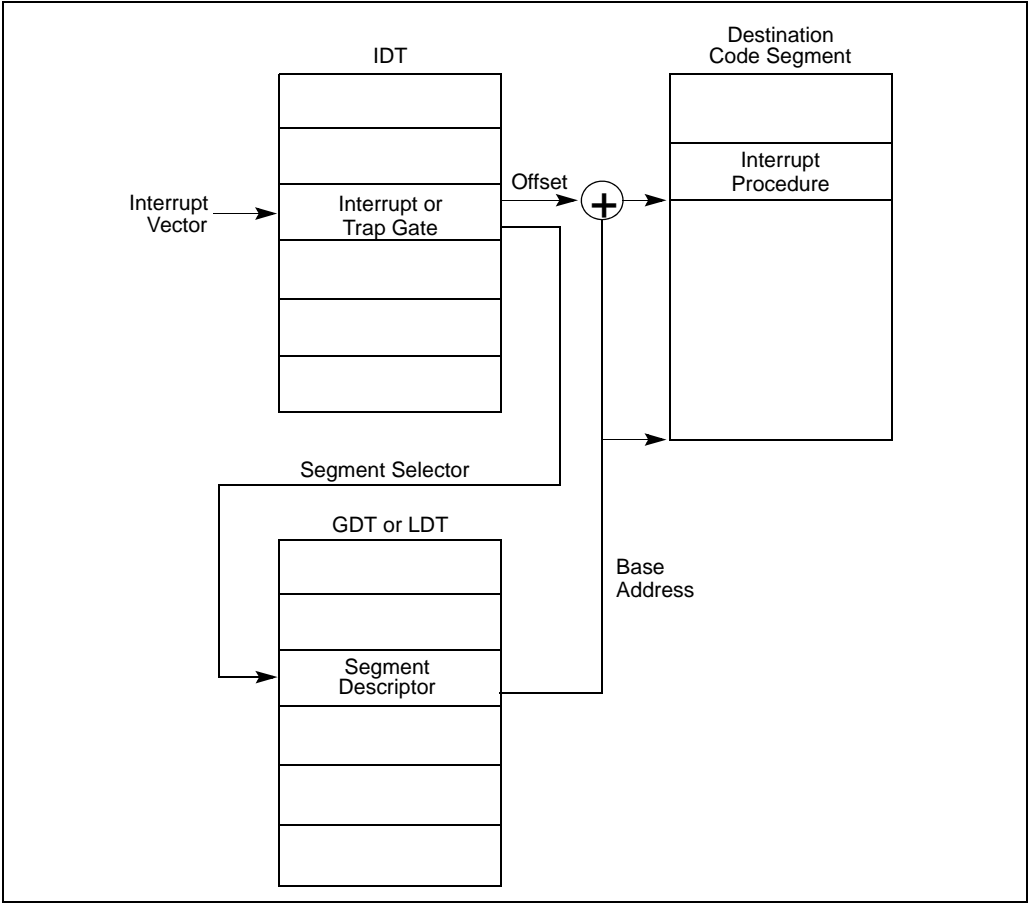 IDT
Destination
Code Segment
Interrupt
Vector
Interrupt or
Trap Gate
Offset
+
Interrupt
Procedure
Segment Selector
GDT or LDT
Base
Address
Segment
Descriptor